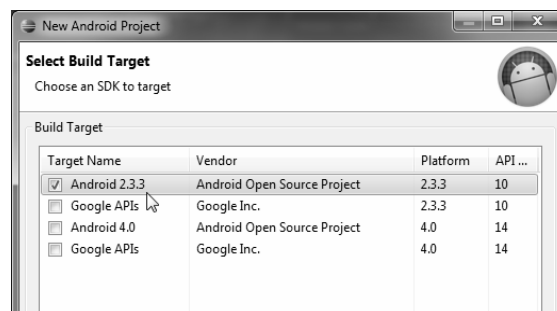 New Android Project
Select Build Target
Choose an SDK to target
Build Target
Target Name Vendor Platform API ...
Android 2.3.3 Android Open Source Project 2.3.3 10
Google APIs Google Inc. 2.3.3 10
Android 4.0 Android Open Source Project 4.0 14
Google APIs Google Inc. 4.0 14